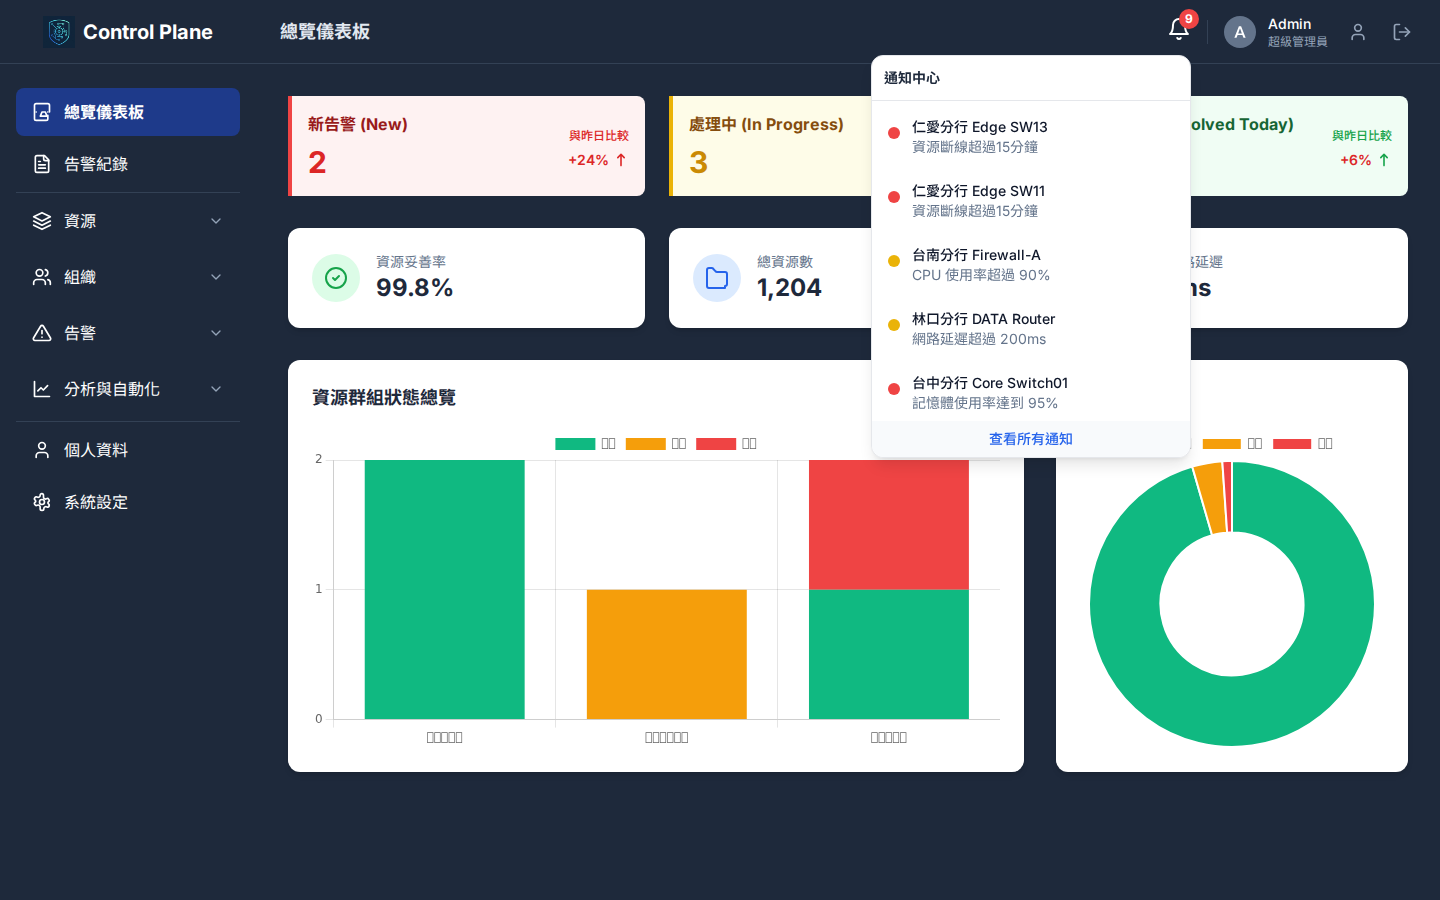 Control Plane
總覽儀表板
9
A
Admin
超級管理員
總覽儀表板
告警紀錄
資源
組織
告警
分析與自動化
個人資料
系統設定
新告警 (New)
2
與昨日比較
+24% ↑
處理中 (In Progress)
3
olved Today)
與昨日比較
+6% ↑
資源妥善率
99.8%
總資源數
1,204
延遲
ms
通知中心
仁愛分行 Edge SW13
資源斷線超過15分鐘
仁愛分行 Edge SW11
資源斷線超過15分鐘
台南分行 Firewall-A
CPU 使用率超過 90%
林口分行 DATA Router
網路延遲超過 200ms
台中分行 Core Switch01
記憶體使用率達到 95%
查看所有通知
資源群組狀態總覽
2
1
0